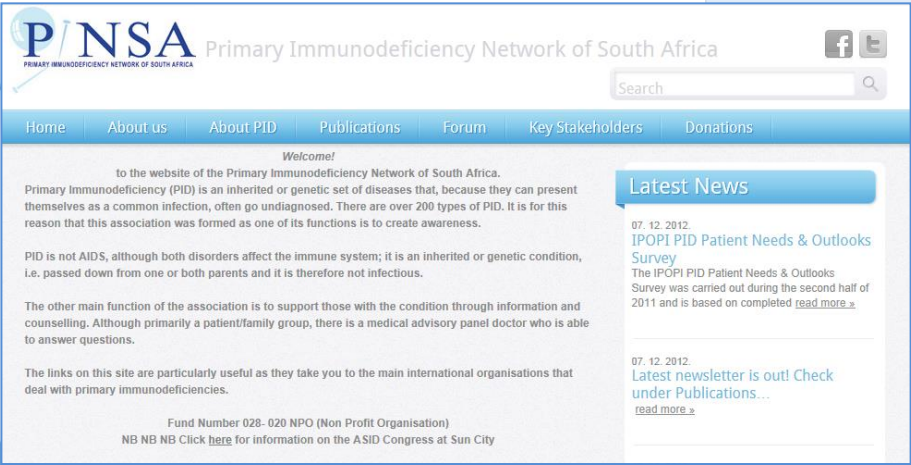 PINSA
PRIMARY IMMUNODEFICIENCY NETWORK OF SOUTH AFRICA
Primary Immunodeficiency Network of South Africa
f t
Search
Home About us About PID Publications Forum Key Stakeholders Donations
Welcome!
to the website of the Primary Immunodeficiency Network of South Africa.
Primary Immunodeficiency (PID) is an inherited or genetic set of diseases that, because they can present
themselves as a common infection, often go undiagnosed. There are over 200 types of PID. It is for this
reason that this association was formed as one of its functions is to create awareness.
PID is not AIDS, although both disorders affect the immune system; it is an inherited or genetic condition,
i.e. passed down from one or both parents and it is therefore not infectious.
The other main function of the association is to support those with the condition through information and
counselling. Although primarily a patient/family group, there is a medical advisory panel doctor who is able
to answer questions.
The links on this site are particularly useful as they take you to the main international organisations that
deal with primary immunodeficiencies.
Fund Number 028- 020 NPO (Non Profit Organisation)
NB NB NB Click here for information on the ASID Congress at Sun City
Latest News
07. 12. 2012.
IPOPI PID Patient Needs & Outlooks
Survey
The IPOPI PID Patient Needs & Outlooks
Survey was carried out during the second half of
2011 and is based on completed read more »
07. 12. 2012.
Latest newsletter is out! Check
under Publications…
read more »